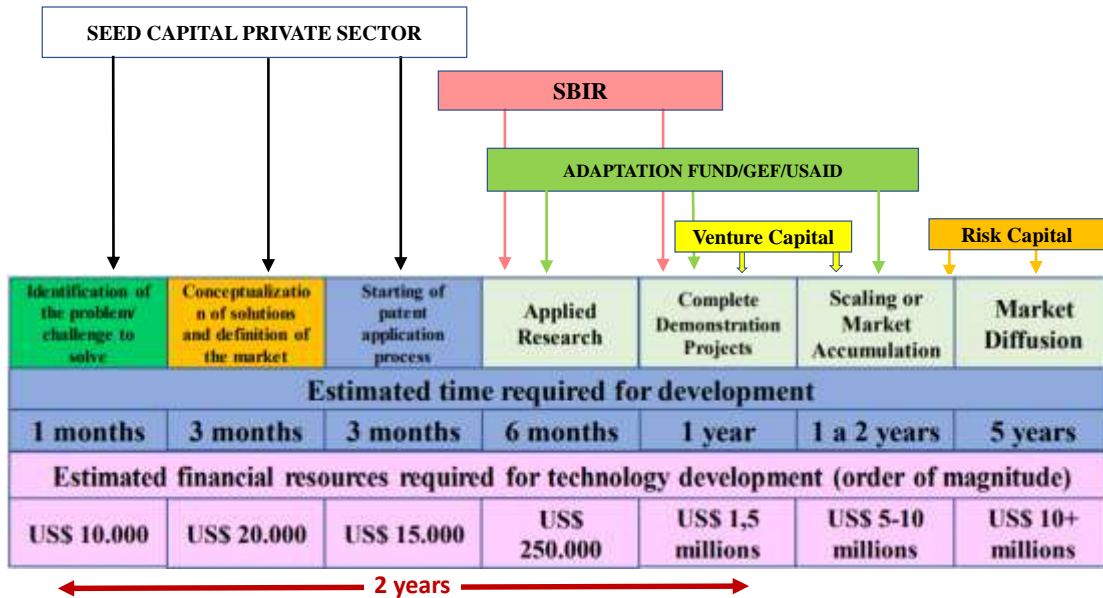 SEED CAPITAL PRIVATE SECTOR
SBIR
ADAPTATION FUND/GEF/USAID
Venture Capital
Risk Capital
Identification of
the problem/
challenge to
solve
Conceptualizatio
n of solutions
and definition of
the market
Starting of
patent
application
process
Applied
Research
Complete
Demonstration
Projects
Scaling or
Market
Accumulation
Market
Diffusion
Estimated time required for development
1 months
3 months
3 months
6 months
1 year
1 a 2 years
5 years
Estimated financial resources required for technology development (order of magnitude)
US$ 10.000
US$ 20.000
US$ 15.000
US$
250.000
US$ 1,5
millions
US$ 5-10
millions
US$ 10+
millions
2 years